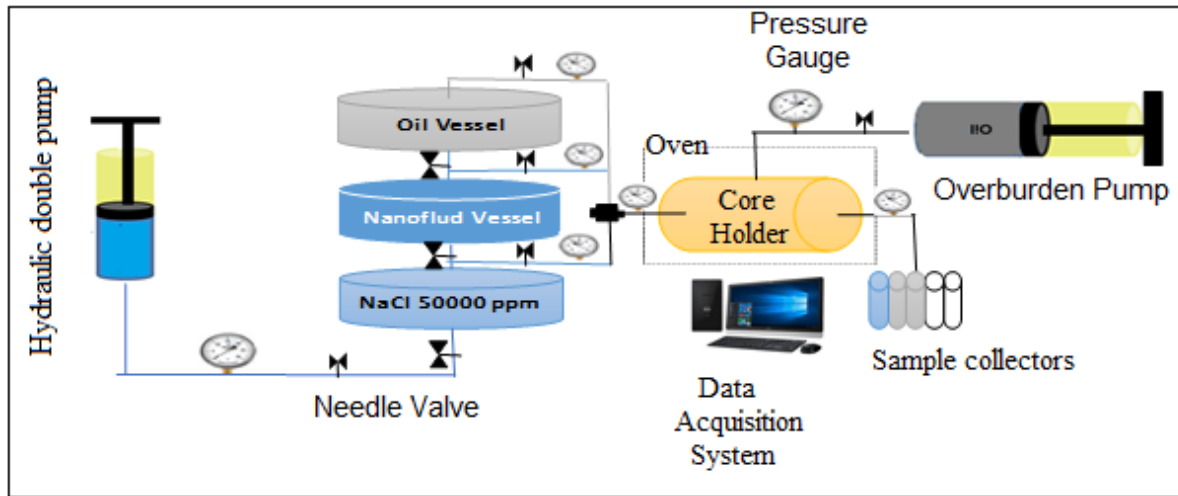 Pressure
Gauge
Hydraulic double pump
Oil Vessel
Oven
Oil
Overburden Pump
Nanoflud Vessel
Core
Holder
NaCl 50000 ppm
Needle Valve
Sample collectors
Data
Acquisition
System